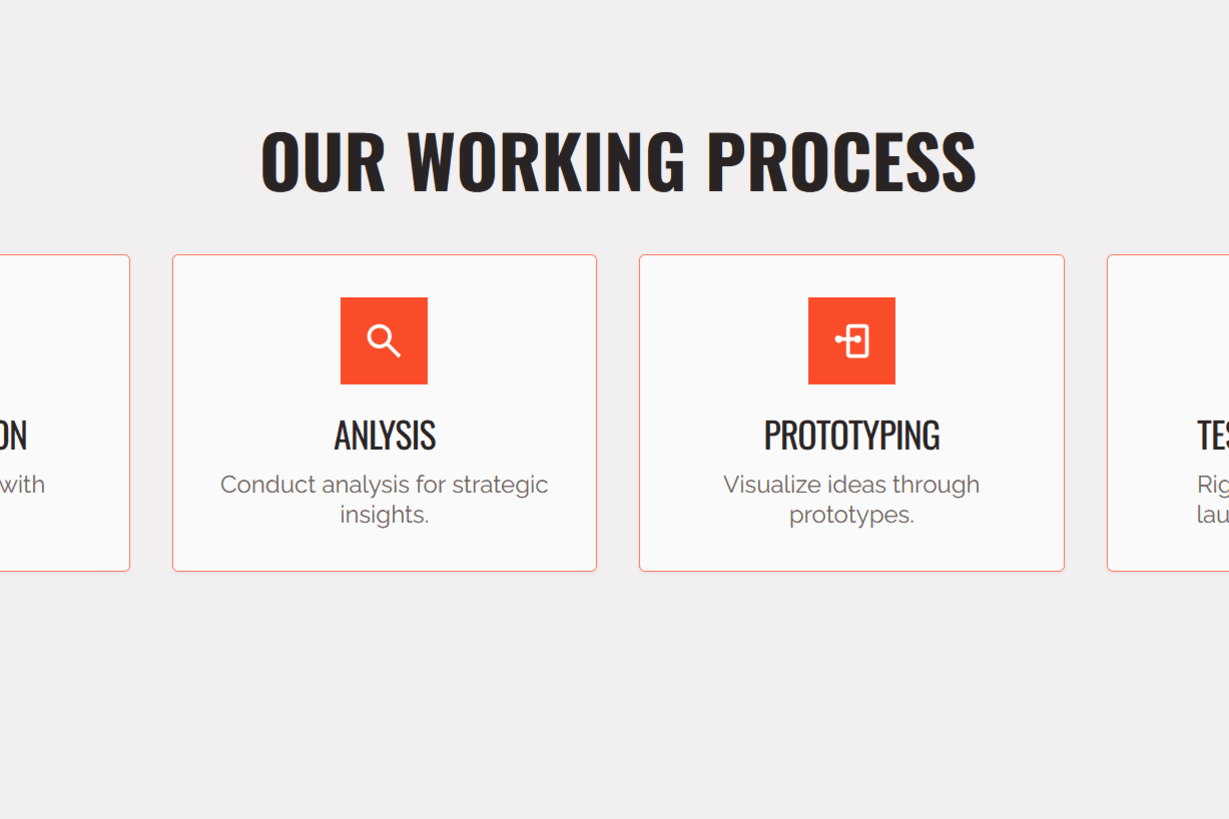 OUR WORKING PROCESS
ON
with
ANLYSIS
Conduct analysis for strategic
insights.
PROTOTYPING
Visualize ideas through
prototypes.
TES
Rig
lau